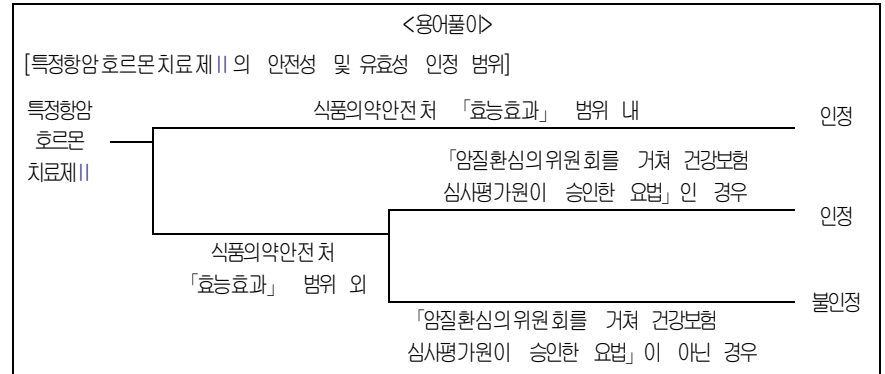 <용어풀이>
[특정항암호르몬치료제Ⅱ의 안전성 및 유효성 인정 범위]
특정항암
호르몬
치료제Ⅱ
식품의약안전처 「효능효과」 범위 내
인정
「암질환심의위원회를 거쳐 건강보험
심사평가원이 승인한 요법」인 경우
인정
식품의약안전처
「효능효과」 범위 외
불인정
「암질환심의위원회를 거쳐 건강보험
심사평가원이 승인한 요법」이 아닌 경우